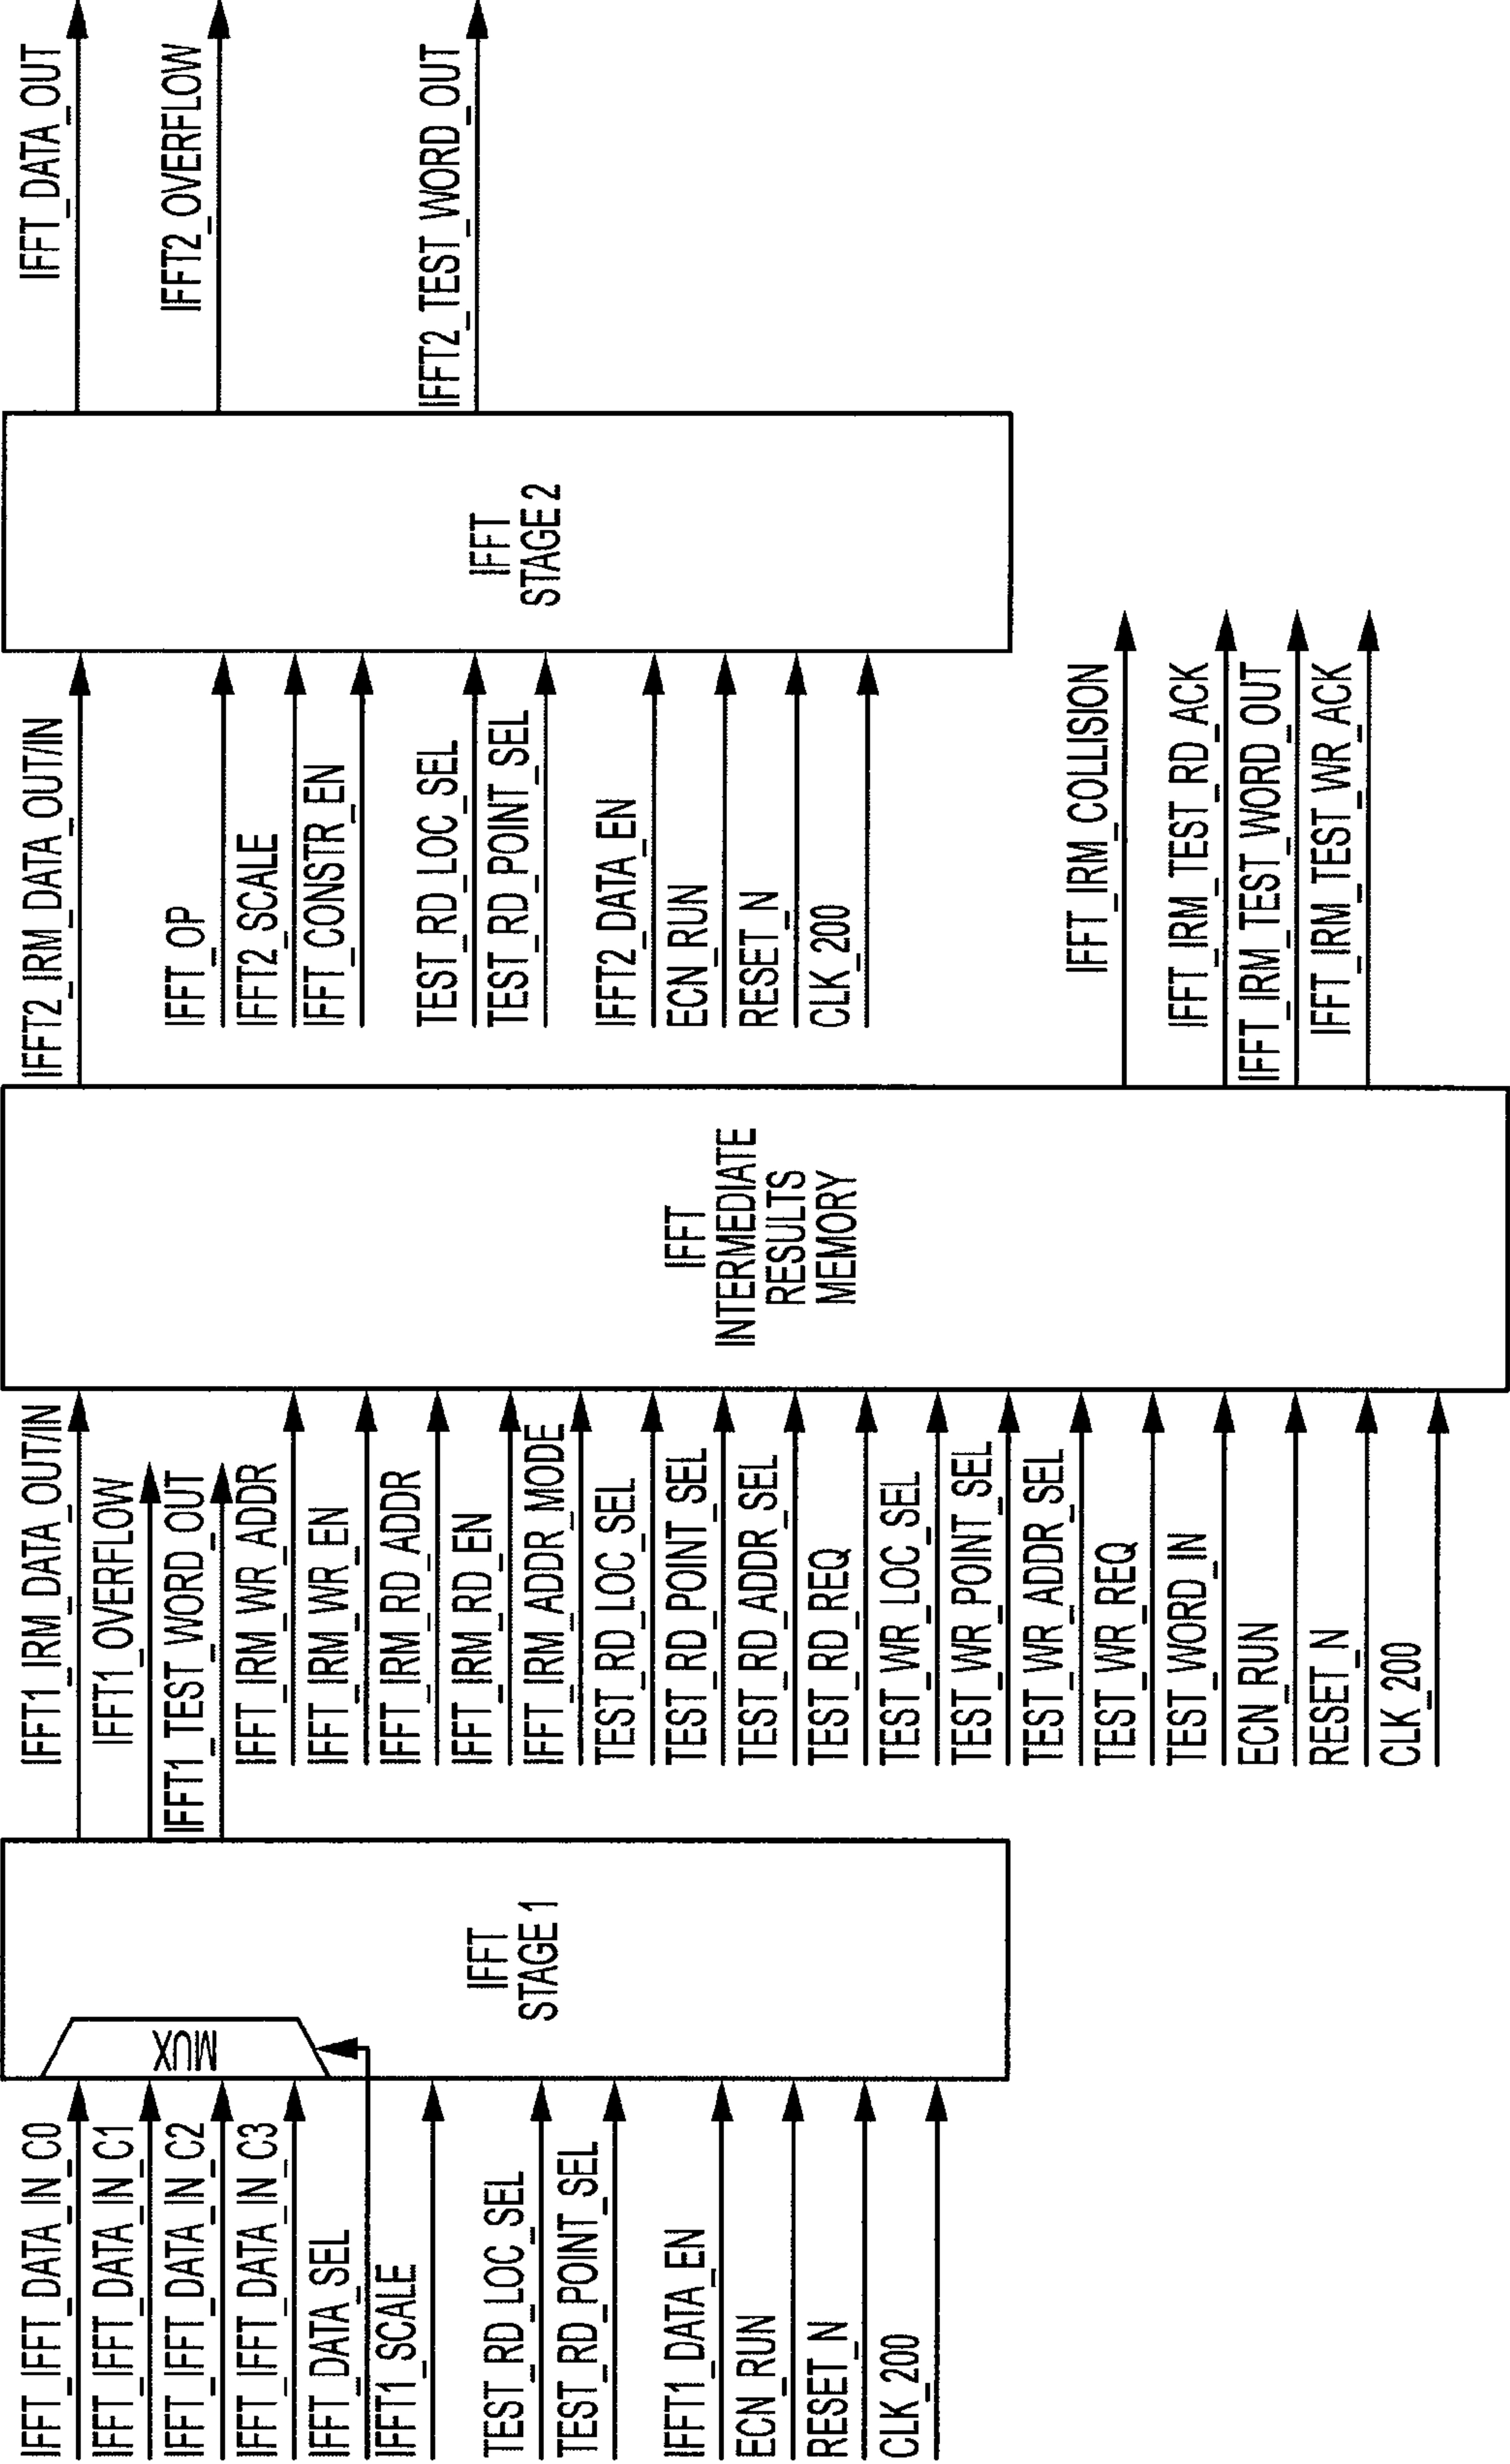 IFFT_IFFT_DATA_IN_C0
IFFT_IFFT_DATA_IN_C1
IFFT_IFFT_DATA_IN_C2
IFFT_IFFT_DATA_IN_C3
IFFT_DATA_SEL
IFFT1_SCALE
TEST_RD_LOC_SEL
TEST_RD_POINT_SEL
IFFT1_DATA_EN
ECN_RUN
RESET_N
CLK_200
MUX
IFFT
STAGE 1
IFFT1_IRM_DATA_OUT/IN
IFFT1_OVERFLOW
IFFT1_TEST_WORD_OUT
IFFT_IRM_WR_ADDR
IFFT_IRM_WR_EN
IFFT_IRM_RD_ADDR
IFFT_IRM_RD_EN
IFFT_IRM_ADDR_MODE
TEST_RD_LOC_SEL
TEST_RD_POINT_SEL
TEST_RD_ADDR_SEL
TEST_RD_REQ
TEST_WR_LOC_SEL
TEST_WR_POINT_SEL
TEST_WR_ADDR_SEL
TEST_WR_REQ
TEST_WORD_IN
ECN_RUN
RESET_N
CLK_200
IFFT
INTERMEDIATE
RESULTS
MEMORY
IFFT2_IRM_DATA_OUT/IN
IFFT_OP
IFFT2_SCALE
IFFT_CONSTR_EN
TEST_RD_LOC_SEL
TEST_RD_POINT_SEL
IFFT2_DATA_EN
ECN_RUN
RESET_N
CLK_200
IFFT_IRM_COLLISION
IFFT_IRM_TEST_RD_ACK
IFFT_IRM_TEST_WORD_OUT
IFFT_IRM_TEST_WR_ACK
IFFT
STAGE 2
IFFT_DATA_OUT
IFFT2_OVERFLOW
IFFT2_TEST_WORD_OUT